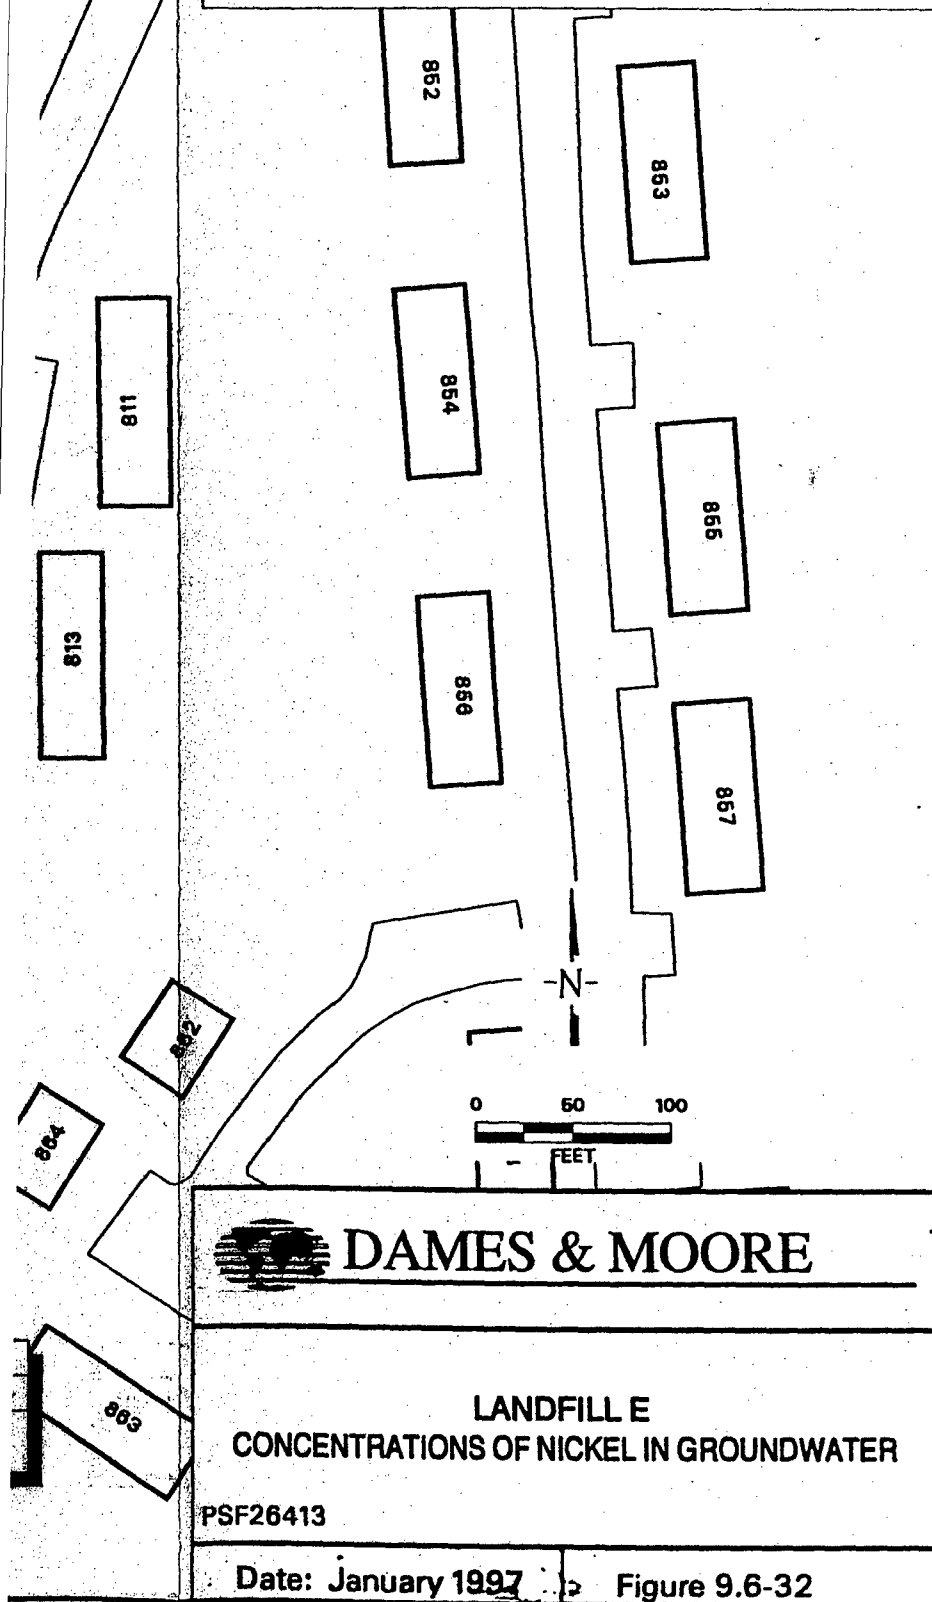 852
853
811
854
855
813
856
857
-N-
862
864
0 50 100
FEET
DAMES & MOORE
863
LANDFILL E
CONCENTRATIONS OF NICKEL IN GROUNDWATER
PSF26413
Date: January 1997
Figure 9.6-32